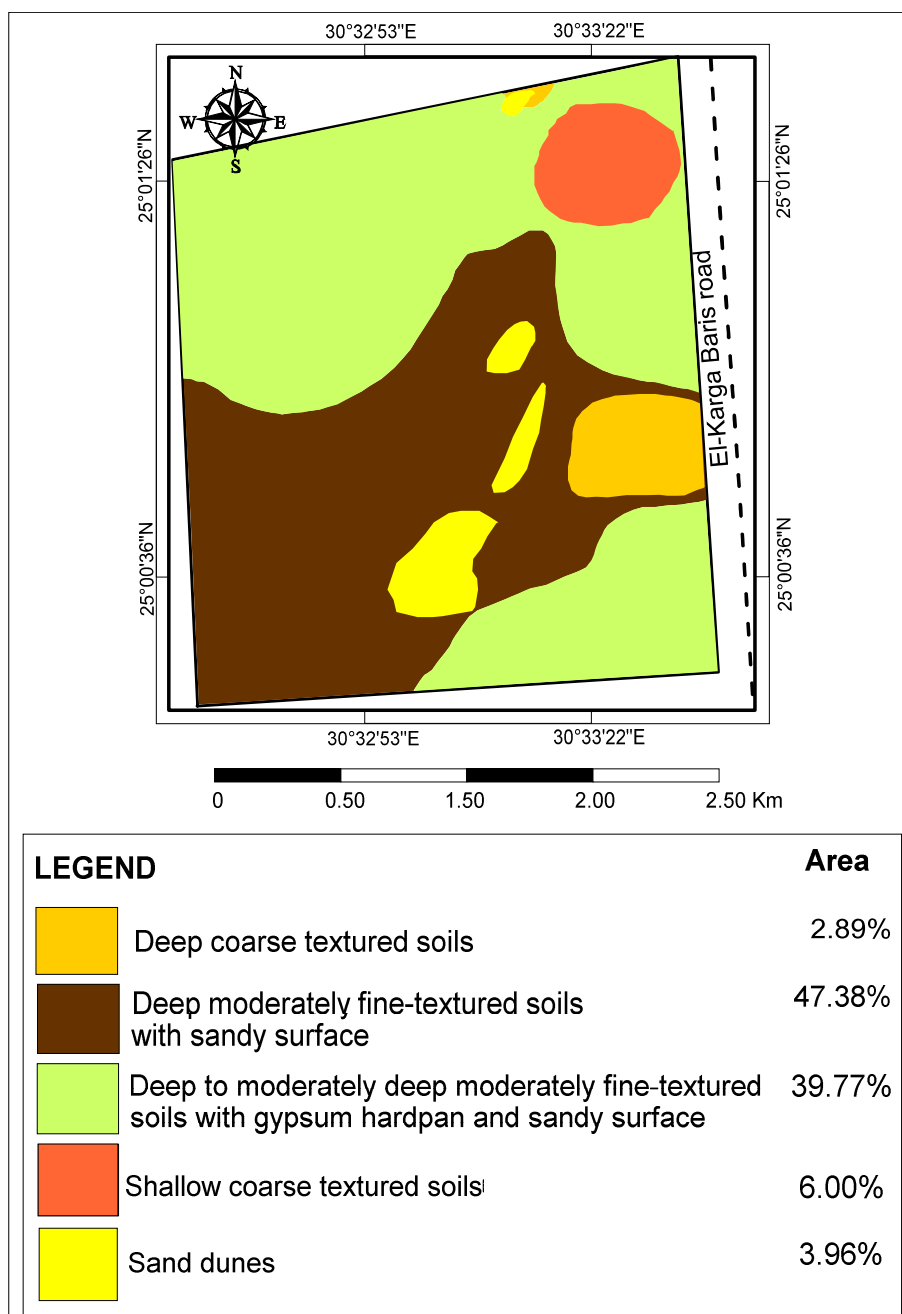 30°32'53"E 30°33'22"E
N
W E
S
25°01'26"N 25°01'26"N
El-Karga Baris road
25°00'36"N 25°00'36"N
30°32'53"E 30°33'22"E
0 0.50 1.50 2.00 2.50 Km
LEGEND Area
Deep coarse textured soils 2.89%
Deep moderately fine-textured soils 47.38%
with sandy surface
Deep to moderately deep moderately fine-textured 39.77%
soils with gypsum hardpan and sandy surface
Shallow coarse textured soils 6.00%
Sand dunes 3.96%